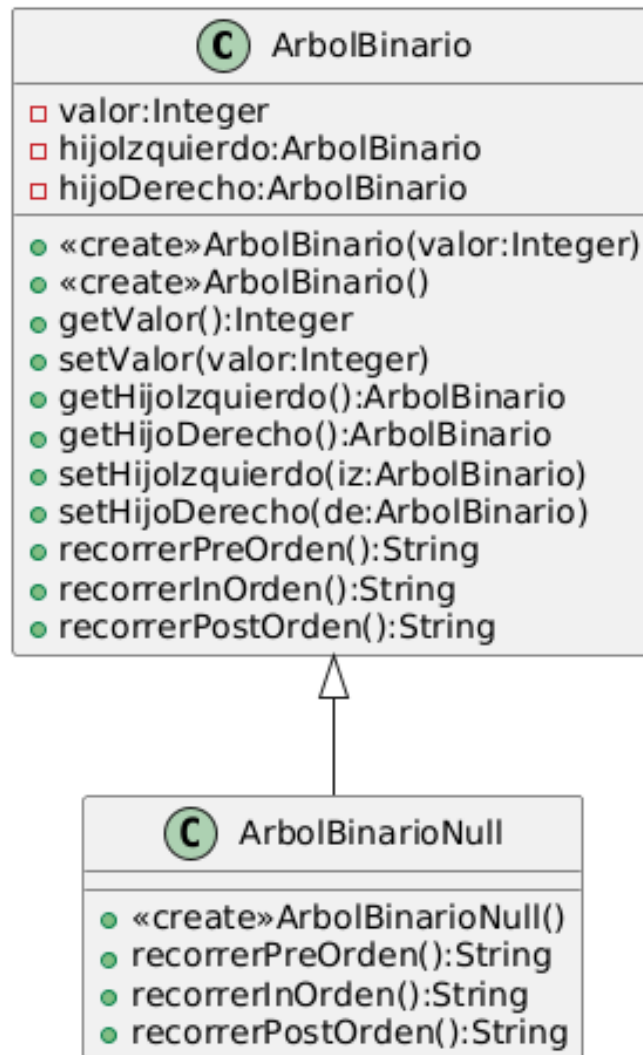 C ArbolBinario
valor:Integer
hijoIzquierdo:ArbolBinario
hijoDerecho:ArbolBinario
«create»ArbolBinario(valor:Integer)
«create»ArbolBinario()
getValor():Integer
setValor(valor:Integer)
getHijoIzquierdo():ArbolBinario
getHijoDerecho():ArbolBinario
setHijoIzquierdo(iz:ArbolBinario)
setHijoDerecho(de:ArbolBinario)
recorrerPreOrden():String
recorrerInOrden():String
recorrerPostOrden():String
C ArbolBinarioNull
«create»ArbolBinarioNull()
recorrerPreOrden():String
recorrerInOrden():String
recorrerPostOrden():String